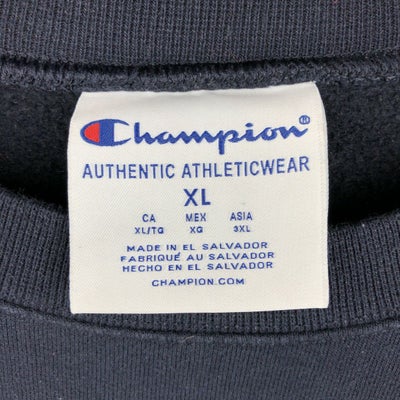 Champion®
AUTHENTIC ATHLETICWEAR
XL
CA MEX ASIA
XL/TG XG 3XL
MADE IN EL SALVADOR
FABRIQUÉ AU SALVADOR
HECHO EN EL SALVADOR
CHAMPION.COM